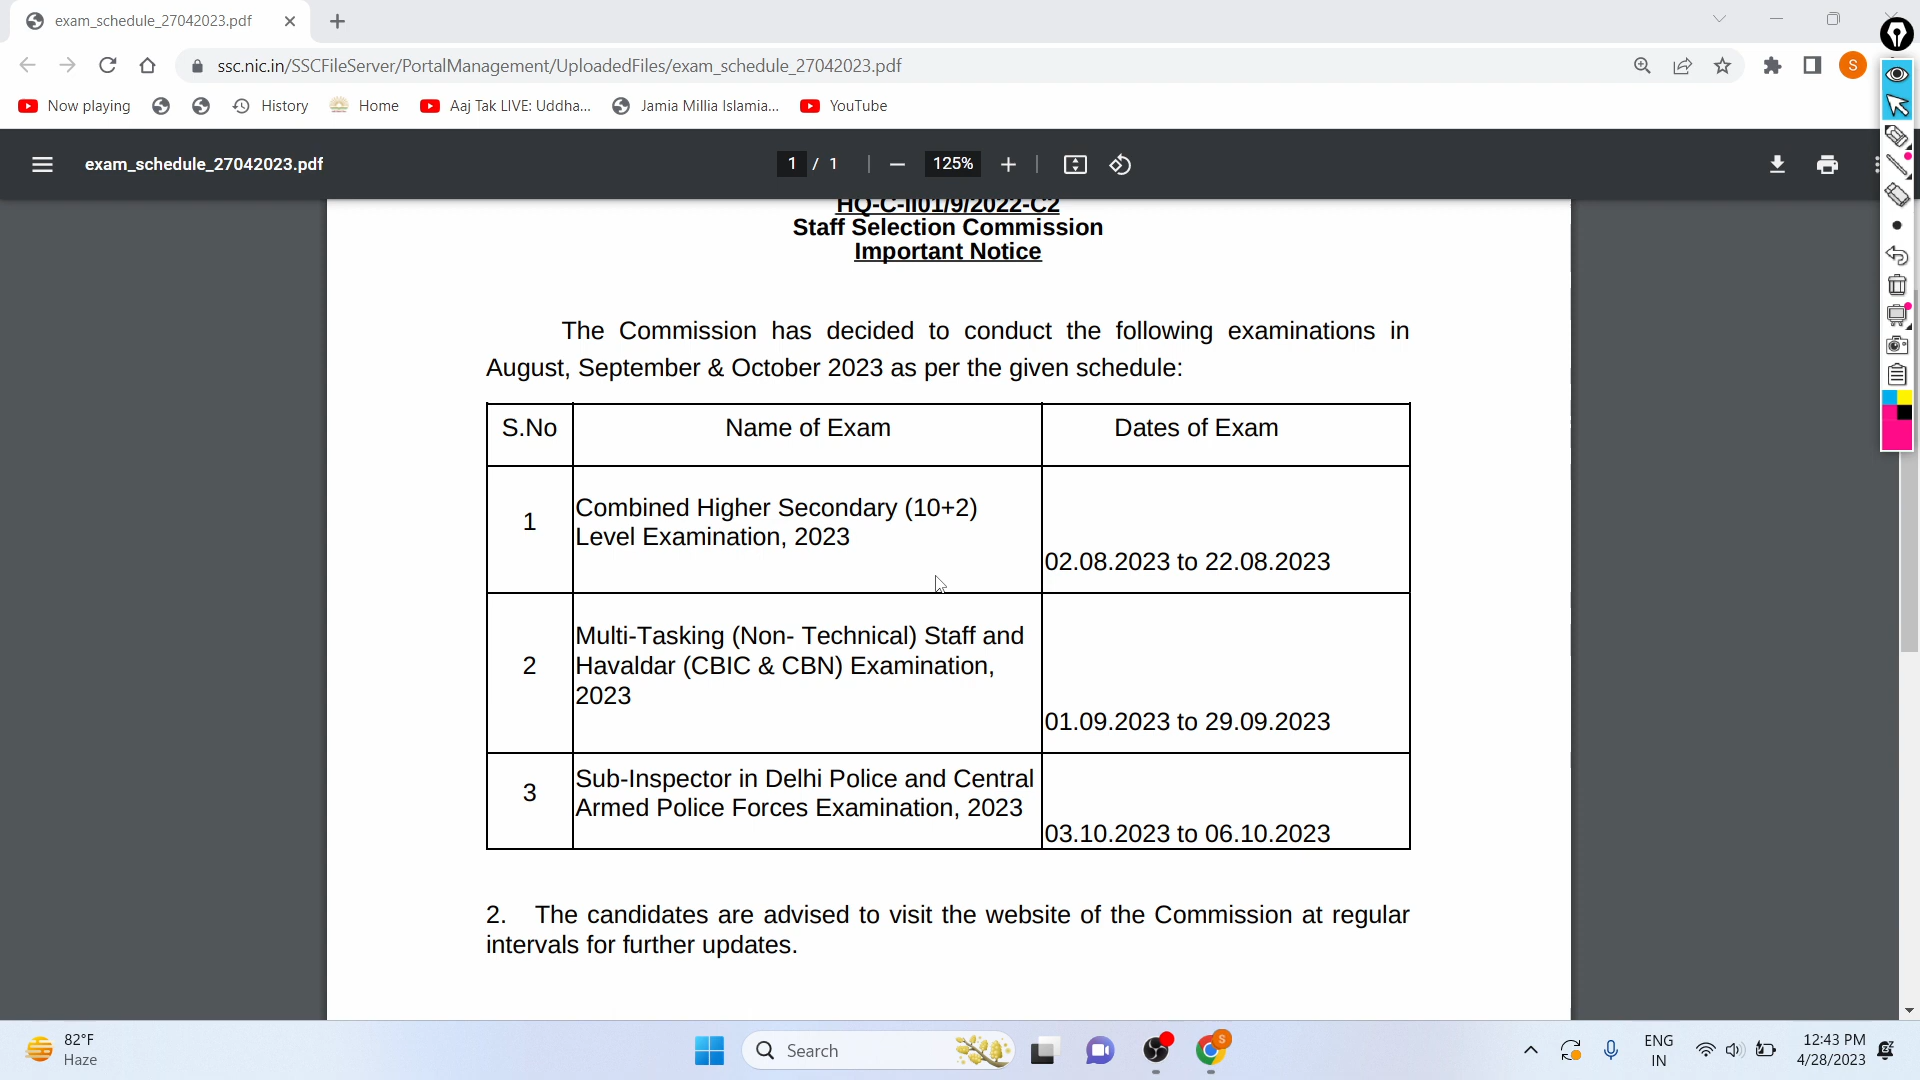 exam_schedule_27042023.pdf
ssc.nic.in/SSCFileServer/PortalManagement/UploadedFiles/exam_schedule_27042023.pdf
S
Now playing
History
Home
Aaj Tak LIVE: Uddha...
Jamia Millia Islamia...
YouTube
exam_schedule_27042023.pdf
1 / 1
125%
HQ-C-II01/9/2022-C2
Staff Selection Commission
Important Notice
The Commission has decided to conduct the following examinations in
August, September & October 2023 as per the given schedule:
S.No Name of Exam Dates of Exam
1
Combined Higher Secondary (10+2)
Level Examination, 2023
02.08.2023 to 22.08.2023
2
Multi-Tasking (Non- Technical) Staff and
Havaldar (CBIC & CBN) Examination,
2023
01.09.2023 to 29.09.2023
3
Sub-Inspector in Delhi Police and Central
Armed Police Forces Examination, 2023
03.10.2023 to 06.10.2023
2. The candidates are advised to visit the website of the Commission at regular
intervals for further updates.
82°F
Haze
Search
S
ENG
IN
12:43 PM
4/28/2023